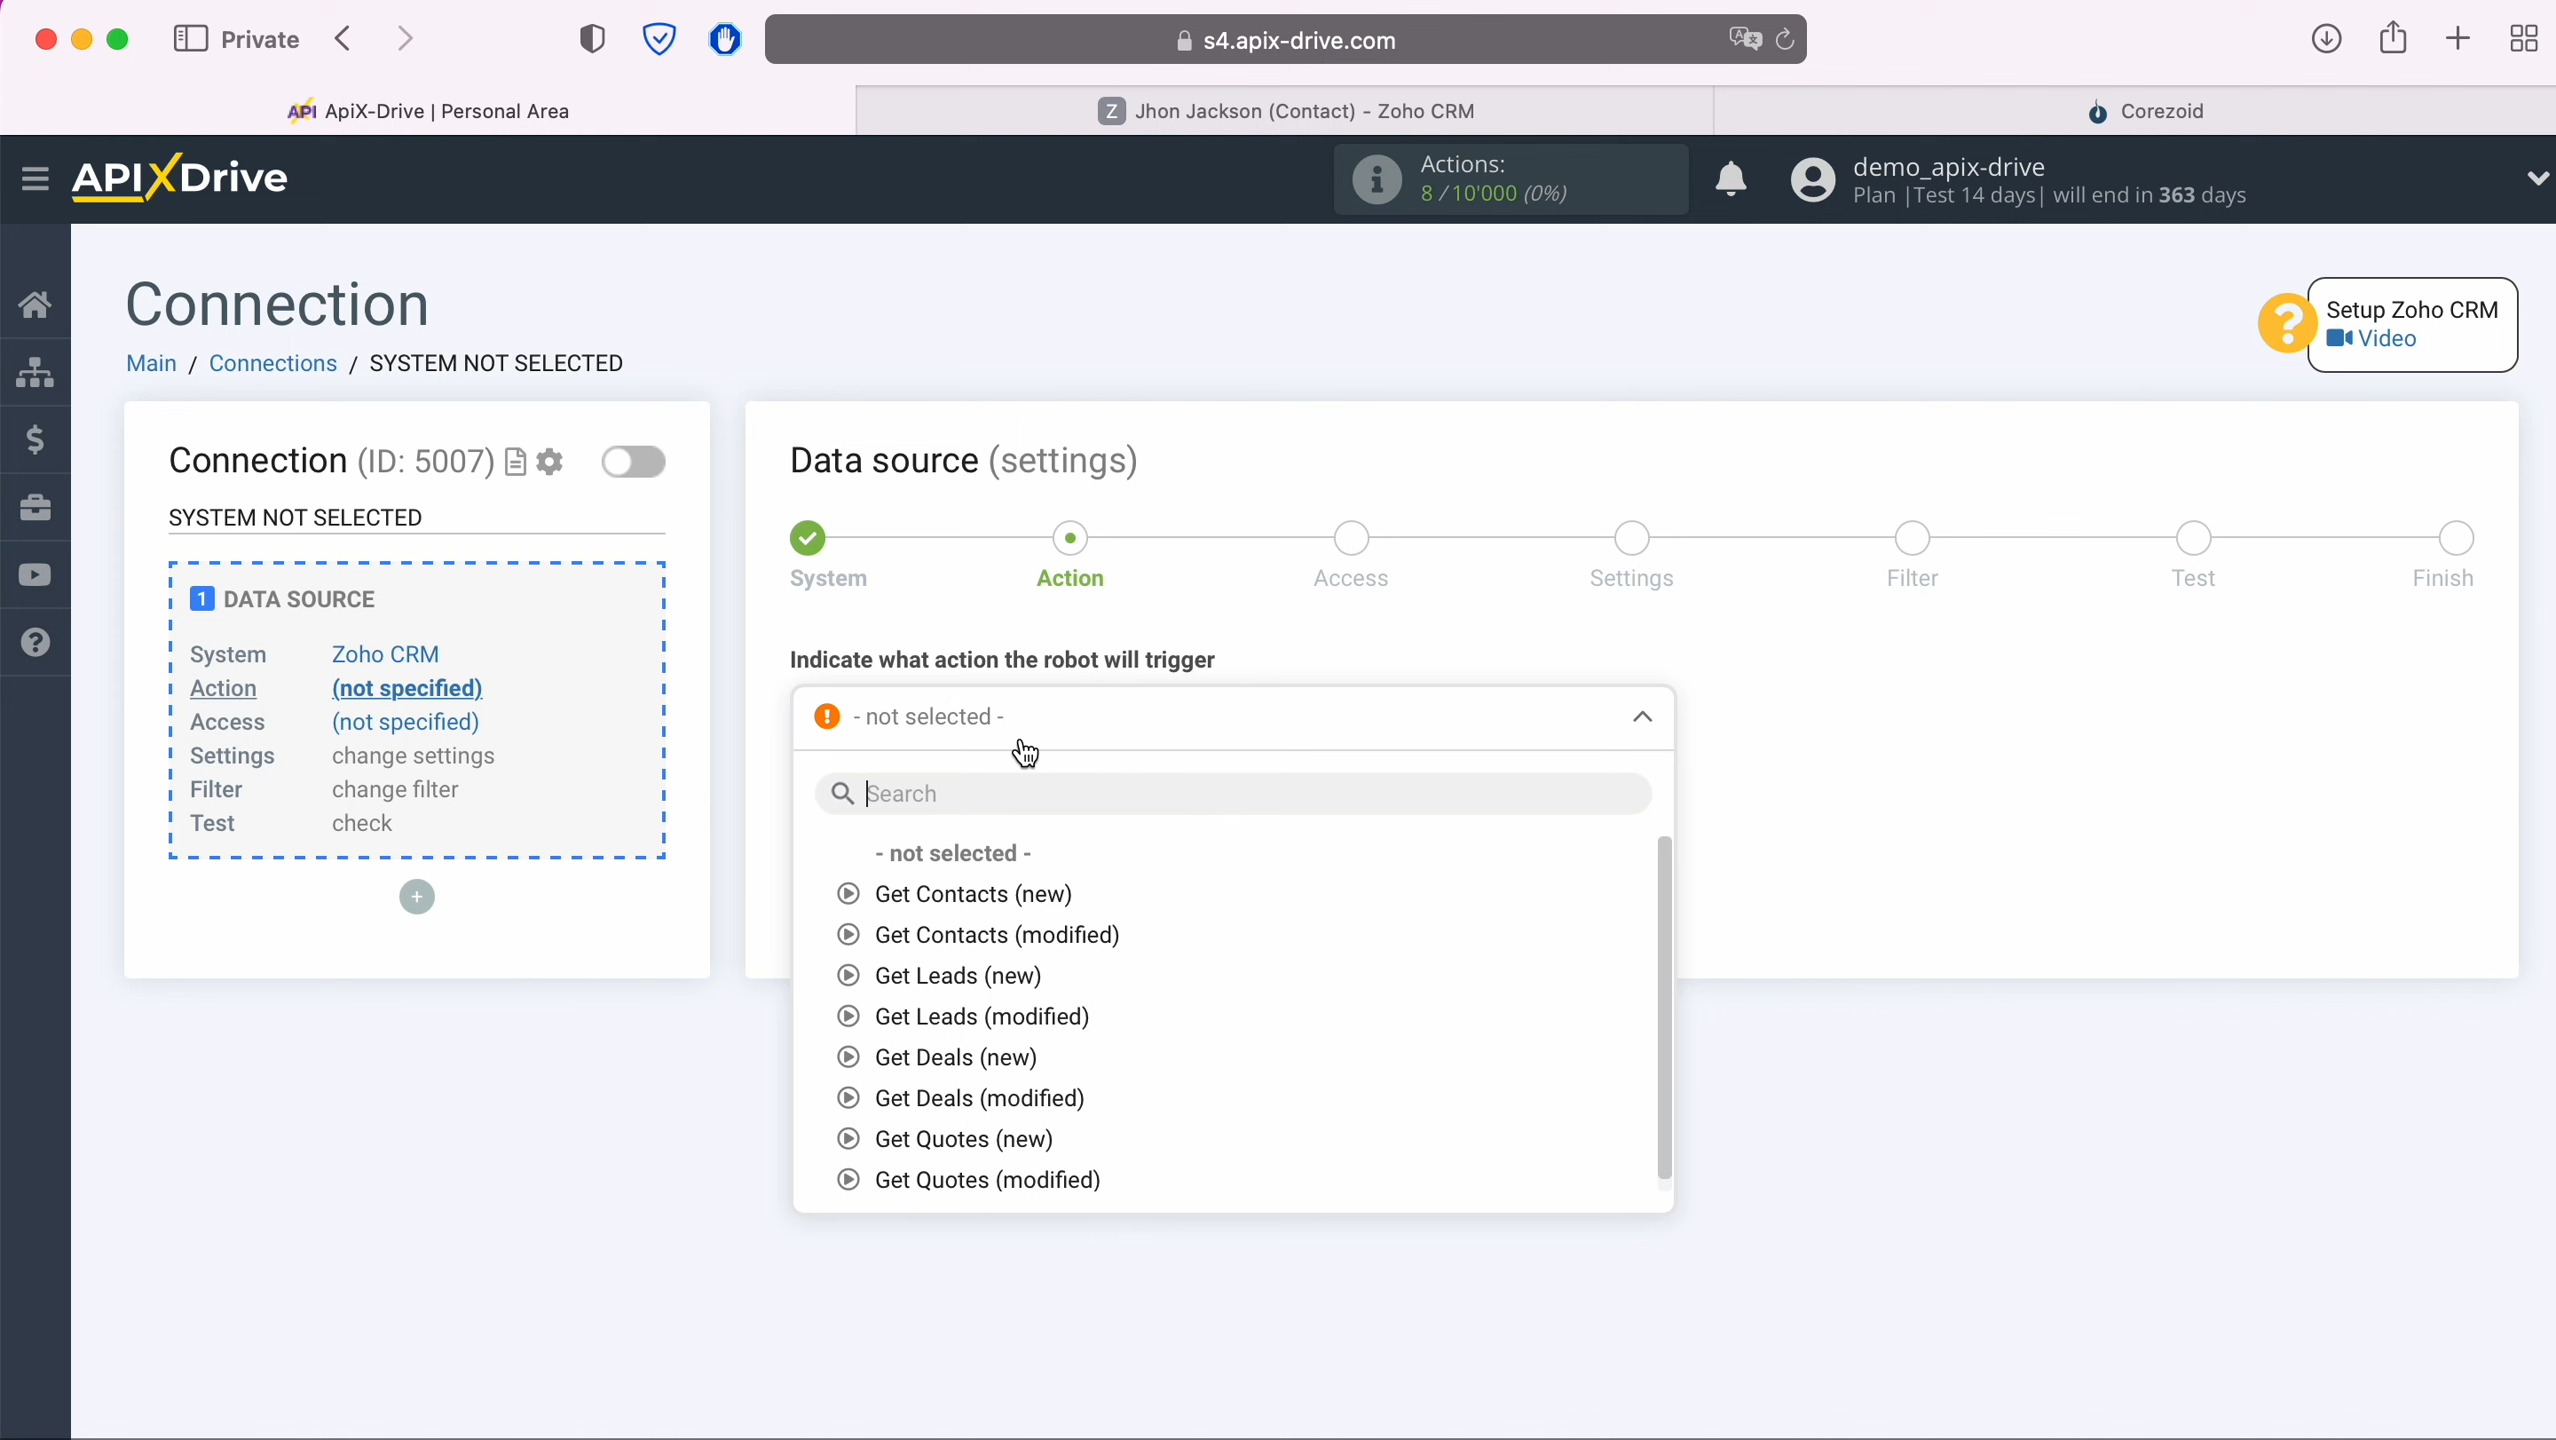 Private
s4.apix-drive.com
API ApiX-Drive | Personal Area
Z Jhon Jackson (Contact) - Zoho CRM
Corezoid
APIXDrive
Actions:
8 / 10'000 (0%)
demo_apix-drive
Plan |Test 14 days| will end in 363 days
Connection
Main / Connections / SYSTEM NOT SELECTED
Setup Zoho CRM
Video
Connection (ID: 5007)
SYSTEM NOT SELECTED
1 DATA SOURCE
System Zoho CRM
Action (not specified)
Access (not specified)
Settings change settings
Filter change filter
Test check
Data source (settings)
System Action Access Settings Filter Test Finish
Indicate what action the robot will trigger
- not selected -
Search
- not selected -
Get Contacts (new)
Get Contacts (modified)
Get Leads (new)
Get Leads (modified)
Get Deals (new)
Get Deals (modified)
Get Quotes (new)
Get Quotes (modified)